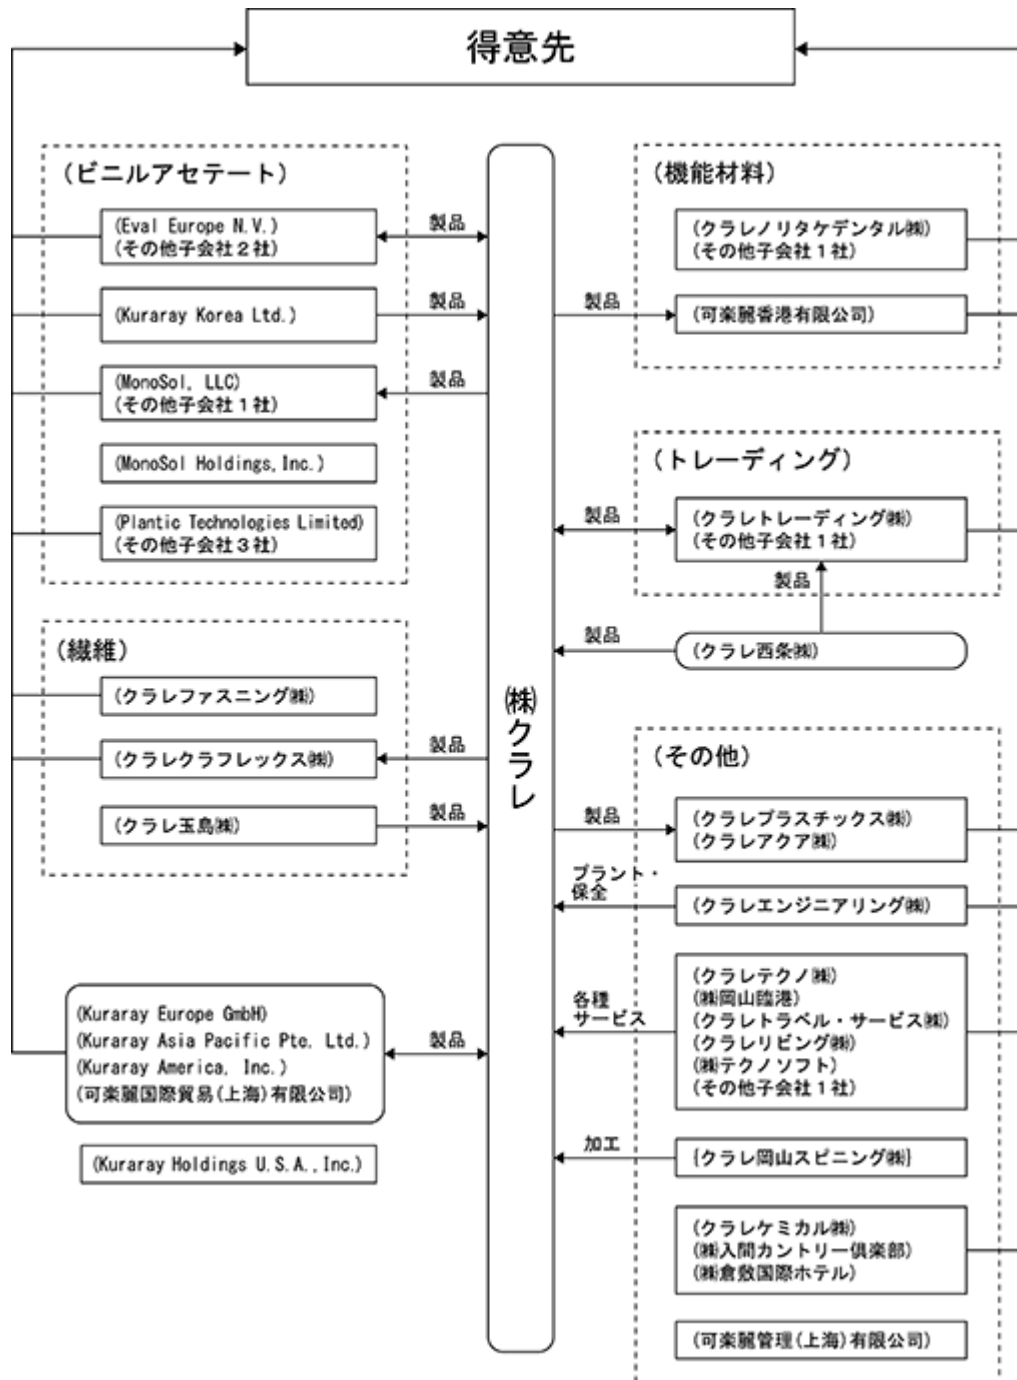 得意先
(ビニルアセテート)
(Eval Europe N.V.)
(その他子会社2社)
製品
(Kuraray Korea Ltd.)
製品
(MonoSol, LLC)
(その他子会社1社)
製品
(MonoSol Holdings,Inc.)
(Plantic Technologies Limited)
(その他子会社3社)
(繊維)
(クラレファスニング㈱)
(クラレクラフレックス㈱)
製品
(クラレ玉島㈱)
製品
(Kuraray Europe GmbH)
(Kuraray Asia Pacific Pte. Ltd.)
(Kuraray America, Inc.)
(可楽麗国際貿易(上海)有限公司)
製品
(Kuraray Holdings U.S.A.,Inc.)
㈱クラレ
(機能材料)
(クラレノリタケデンタル㈱)
(その他子会社1社)
製品
(可楽麗香港有限公司)
(トレーディング)
製品
(クラレトレーディング㈱)
(その他子会社1社)
製品
製品
(クラレ西条㈱)
(その他)
製品
(クラレプラスチックス㈱)
(クラレアクア㈱)
プラント・
保全
(クラレエンジニアリング㈱)
各種
サービス
(クラレテクノ㈱)
(㈱岡山臨港)
(クラレトラベル・サービス㈱)
(クラレリビング㈱)
(㈱テクノソフト)
(その他子会社1社)
加工
{クラレ岡山スピニング㈱}
(クラレケミカル㈱)
(㈱入間カントリー倶楽部)
(㈱倉敷国際ホテル)
(可楽麗管理(上海)有限公司)